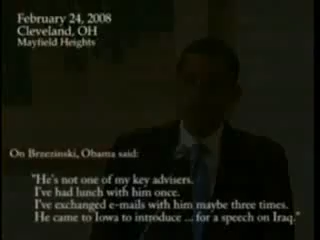 February 24, 2008
Cleveland, OH
Mayfield Heights
On Brzezinski, Obama said:
"He's not one of my key advisers.
I've had lunch with him once.
I've exchanged e-mails with him maybe three times.
He came to Iowa to introduce ... for a speech on Iraq."